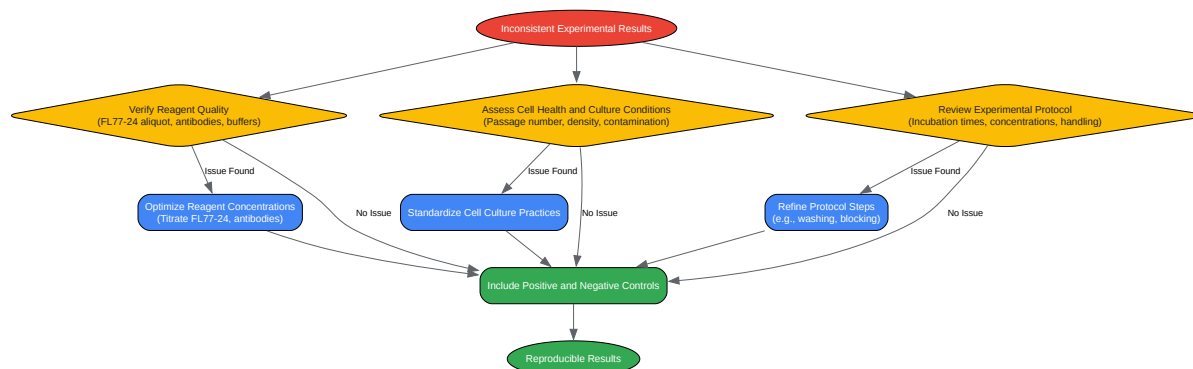 Inconsistent Experimental Results
Verify Reagent Quality
(FL77-24 aliquot, antibodies, buffers)
Assess Cell Health and Culture Conditions
(Passage number, density, contamination)
Review Experimental Protocol
(Incubation times, concentrations, handling)
Issue Found
Issue Found
Issue Found
Optimize Reagent Concentrations
(Titrate FL77-24, antibodies)
No Issue
Standardize Cell Culture Practices
No Issue
Refine Protocol Steps
(e.g., washing, blocking)
No Issue
Include Positive and Negative Controls
Reproducible Results